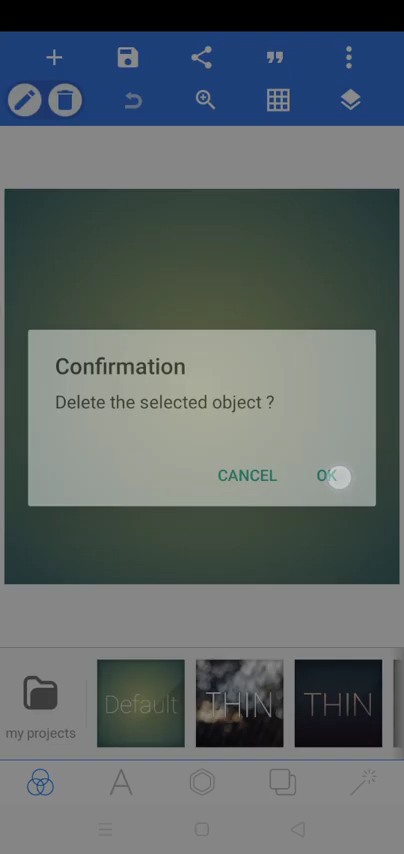 Confirmation
Delete the selected object ?
CANCEL OK
my projects
Default
THIN
THIN